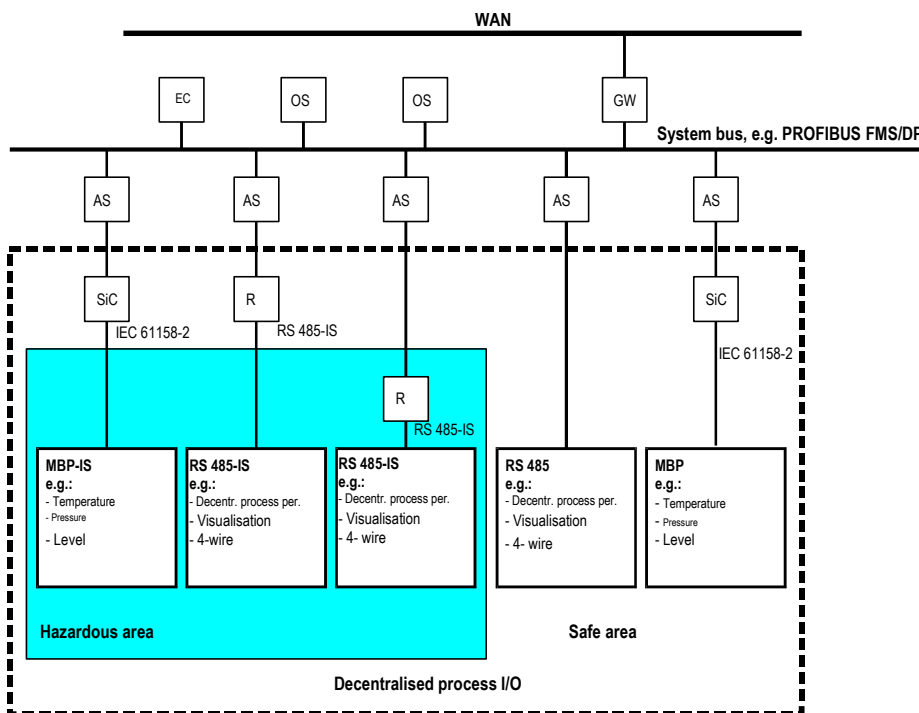 WAN
EC
OS
OS
GW
System bus, e.g. PROFIBUS FMS/DP
AS
AS
AS
AS
AS
SiC
R
SiC
IEC 61158-2
RS 485-IS
IEC 61158-2
R
RS 485-IS
MBP-IS
e.g.:
- Temperature
- Pressure
- Level
RS 485-IS
e.g.:
- Decentr. process per.
- Visualisation
- 4-wire
RS 485-IS
e.g.:
- Decentr. process per.
- Visualisation
- 4- wire
RS 485
e.g.:
- Decentr. process per.
- Visualisation
- 4- wire
MBP
e.g.:
- Temperature
- Pressure
- Level
Hazardous area
Safe area
Decentralised process I/O